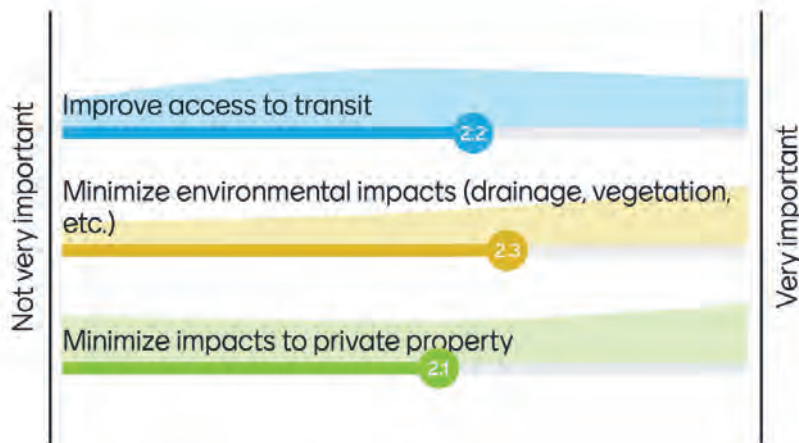 Not very important
Improve access to transit
2.2
Minimize environmental impacts (drainage, vegetation,
etc.)
2.3
Minimize impacts to private property
2.1
Very important